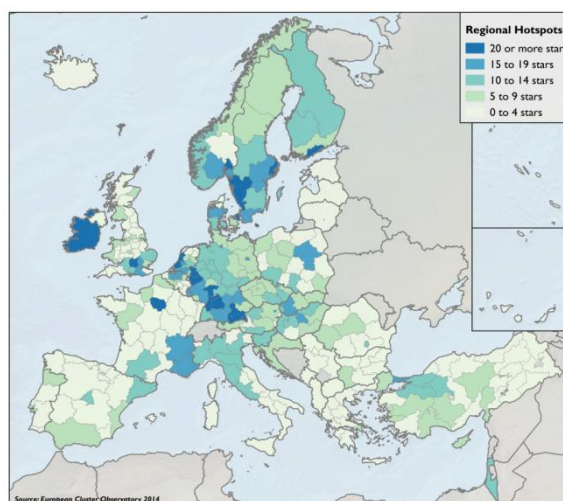 Regional Hotspots
20 or more star
15 to 19 stars
10 to 14 stars
5 to 9 stars
0 to 4 stars
Source: European Cluster Observatory 2014